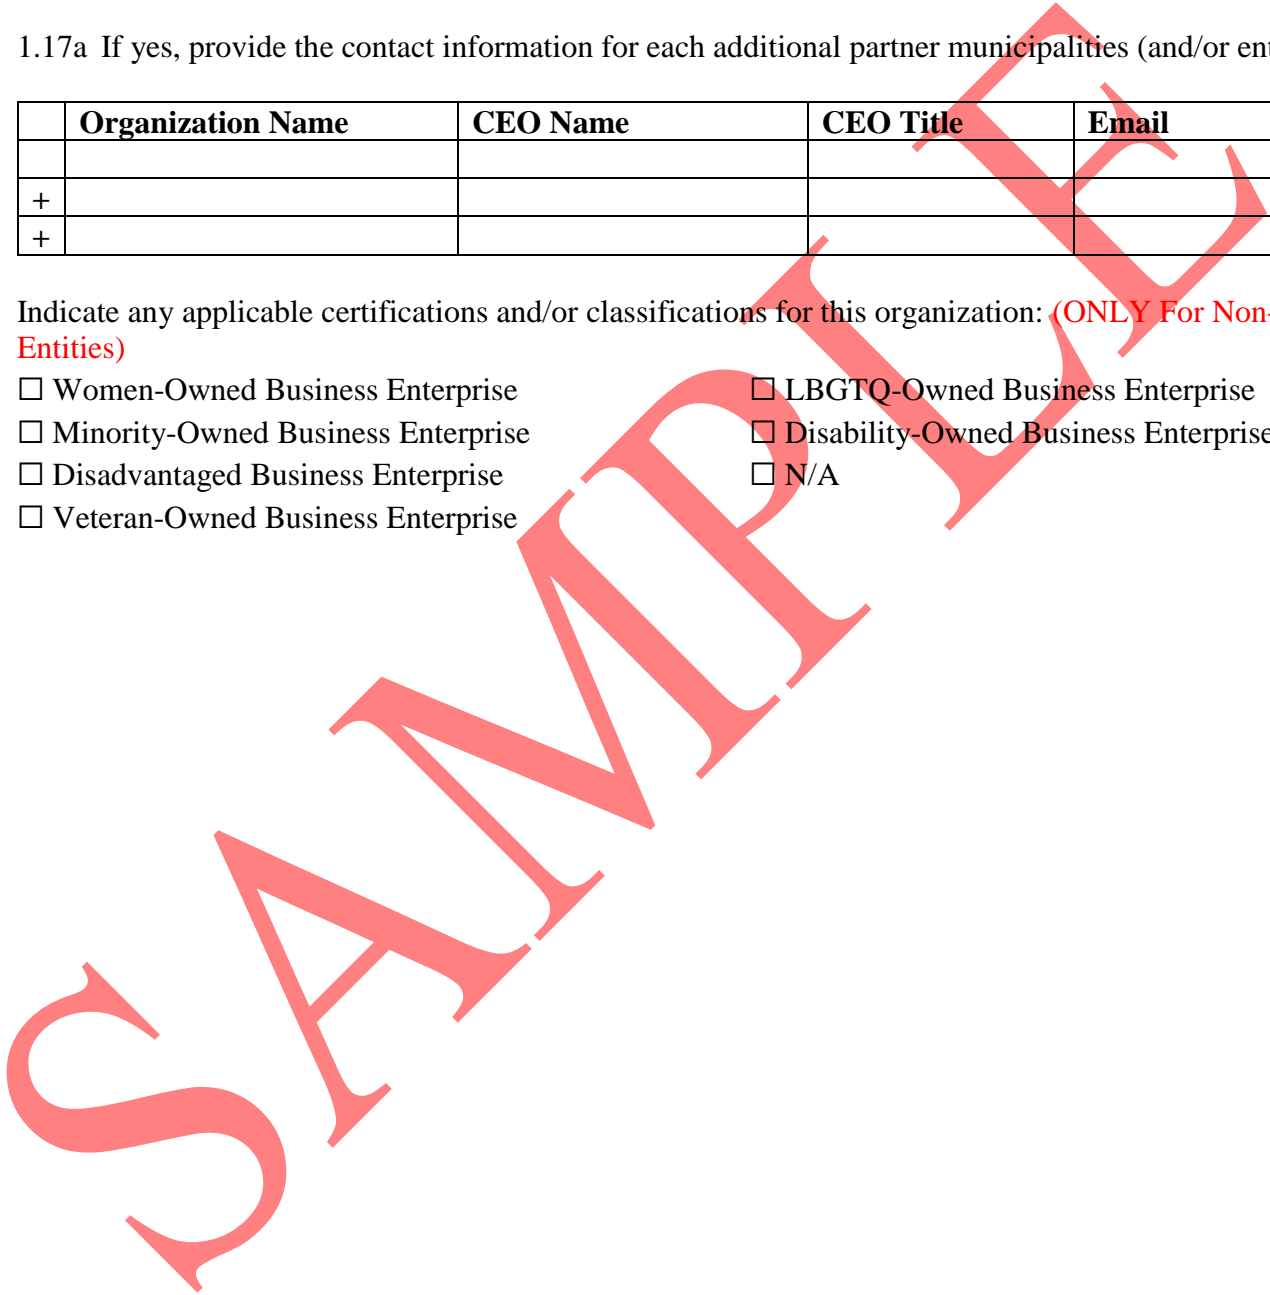 1.17a If yes, provide the contact information for each additional partner municipalities (and/or
Organization Name CEO Name CEO Title Email
+
+
Indicate any applicable certifications and/or classifications for this organization: (ONLY For Non-
Entities)
☐ Women-Owned Business Enterprise ☐ LBGTQ-Owned Business Enterprise
☐ Minority-Owned Business Enterprise ☐ Disability-Owned Business Enterprise
☐ Disadvantaged Business Enterprise ☐ N/A
☐ Veteran-Owned Business Enterprise
SAMPLE